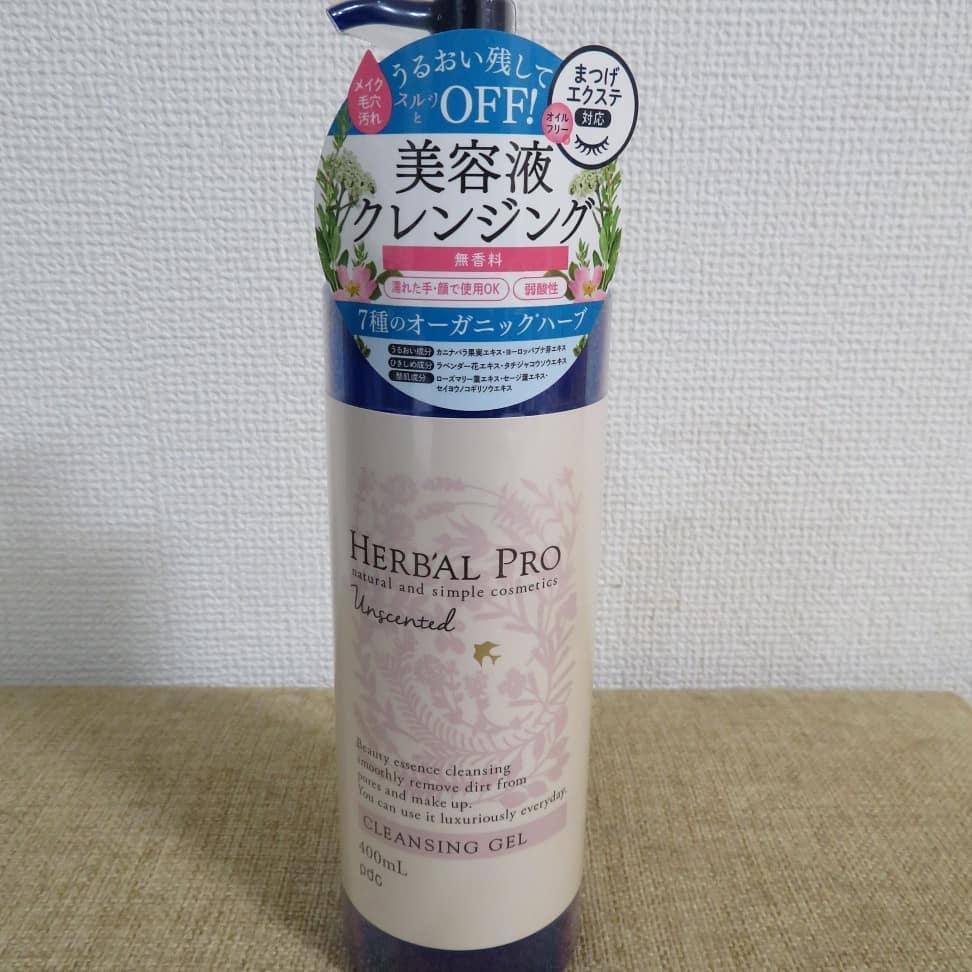 メイク
毛穴
汚れ
うるおい残して
スルリと
OFF!
まつげ
エクステ
対応
オイル
フリー
美容液
クレンジング
無香料
濡れた手・顔で使用OK
弱酸性
7種のオーガニック*ハーブ
うるおい成分 カニナバラ果実エキス・ヨーロッパブナ芽エキス
ひきしめ成分 ラベンダー花エキス・タチジャコウソウエキス
整肌成分 ローズマリー葉エキス・セージ葉エキス・
セイヨウノコギリソウエキス
HERB'AL PRO
natural and simple cosmetics
Unscented
Beauty essence cleansing
smoothly remove dirt from
pores and make up.
You can use it luxuriously everyday.
CLEANSING GEL
400mL
pdc